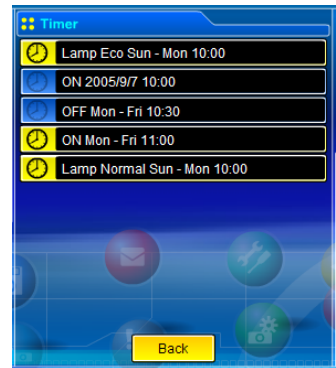 Timer
Lamp Eco Sun - Mon 10:00
ON 2005/9/7 10:00
OFF Mon - Fri 10:30
ON Mon - Fri 11:00
Lamp Normal Sun - Mon 10:00
Back